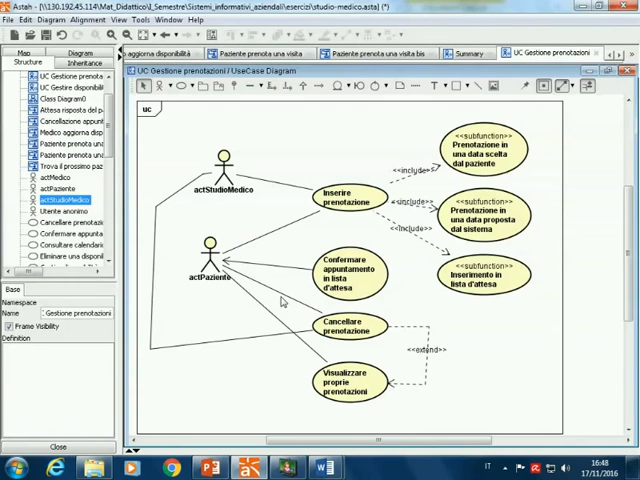 Astah - [\\130.192.45.114\Mat_Didattico\I_Semestre\Sistemi_informativi_aziendali\esercizi\studio-medico.asta] (*)
File Edit Diagram Alignment View Tools Window Help
Map Diagram
Structure Inheritance
a aggiorna disponibilità Paziente prenota una visita Paziente prenota una visita bis Summary UC Gestione prenotazioni
UC Gestione prenotazioni / UseCase Diagram
UC Gestione prenota
UC Gestire disponibi
Class Diagram0
Attesa risposta del pa
Cancellazione appunt
Medico aggiorna dispo
Paziente prenota una
Paziente prenota una
Trova il prossimo paz
actMedico
actPaziente
actStudioMedico
Utente anonimo
Cancellare prenotazio
Confermare appuntam
Consultare calendario
Eliminare una disponi
Base
Namespace
Name UC Gestione prenotazioni
Frame Visibility
Definition
Close
uc
actStudioMedico
actPaziente
Inserire
prenotazione
Confermare
appuntamento
in lista
d'attesa
Cancellare
prenotazione
Visualizzare
proprie
prenotazioni
<<include>>
<<include>>
<<include>>
<<extend>>
<<subfunction>>
Prenotazione in
una data scelta
dal paziente
<<subfunction>>
Prenotazione in
una data proposta
dal sistema
<<subfunction>>
Inserimento in
lista d'attesa
IT
16:48
17/11/2016